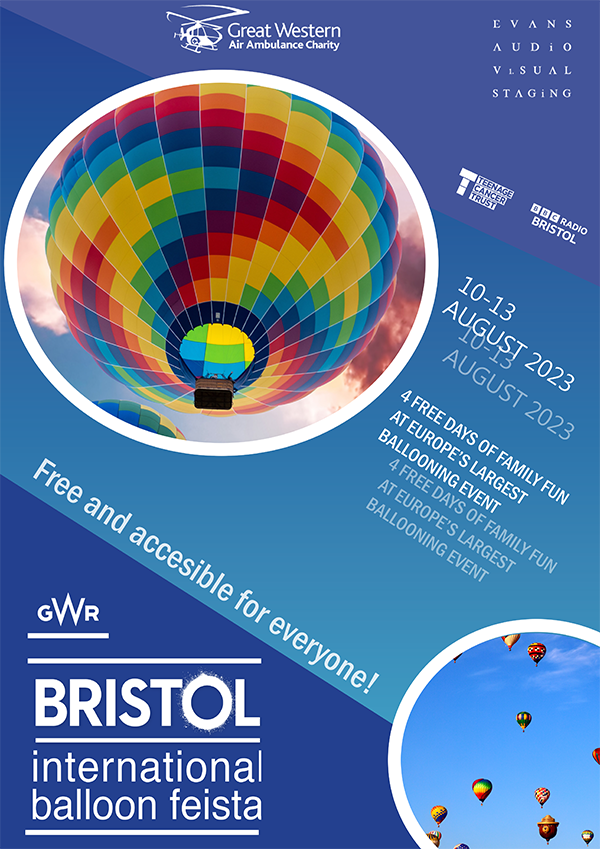 Great Western
Air Ambulance Charity
EVANS
AUDiO
ViSUAL
STAGiNG
TEENAGE
CANCER
TRUST
BBC RADIO
BRISTOL
10-13
AUGUST 2023
10-13
AUGUST 2023
4 FREE DAYS OF FAMILY FUN
AT EUROPE'S LARGEST
BALLOONING EVENT
4 FREE DAYS OF FAMILY FUN
AT EUROPE'S LARGEST
BALLOONING EVENT
Free and accesible for everyone!
GWR
BRISTOL
international
balloon feista